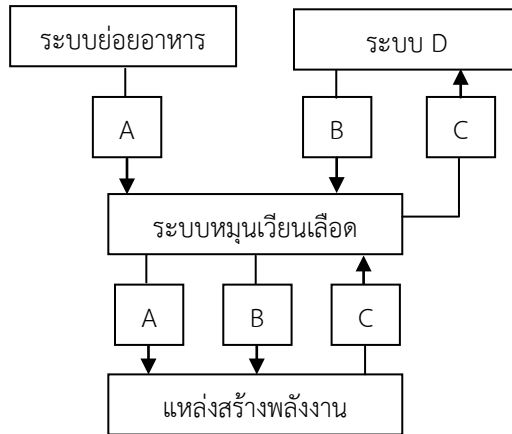 ระบบย่อยอาหาร
ระบบ D
A
B
C
ระบบหมุนเวียนเลือด
A
B
C
แหล่งสร้างพลังงาน